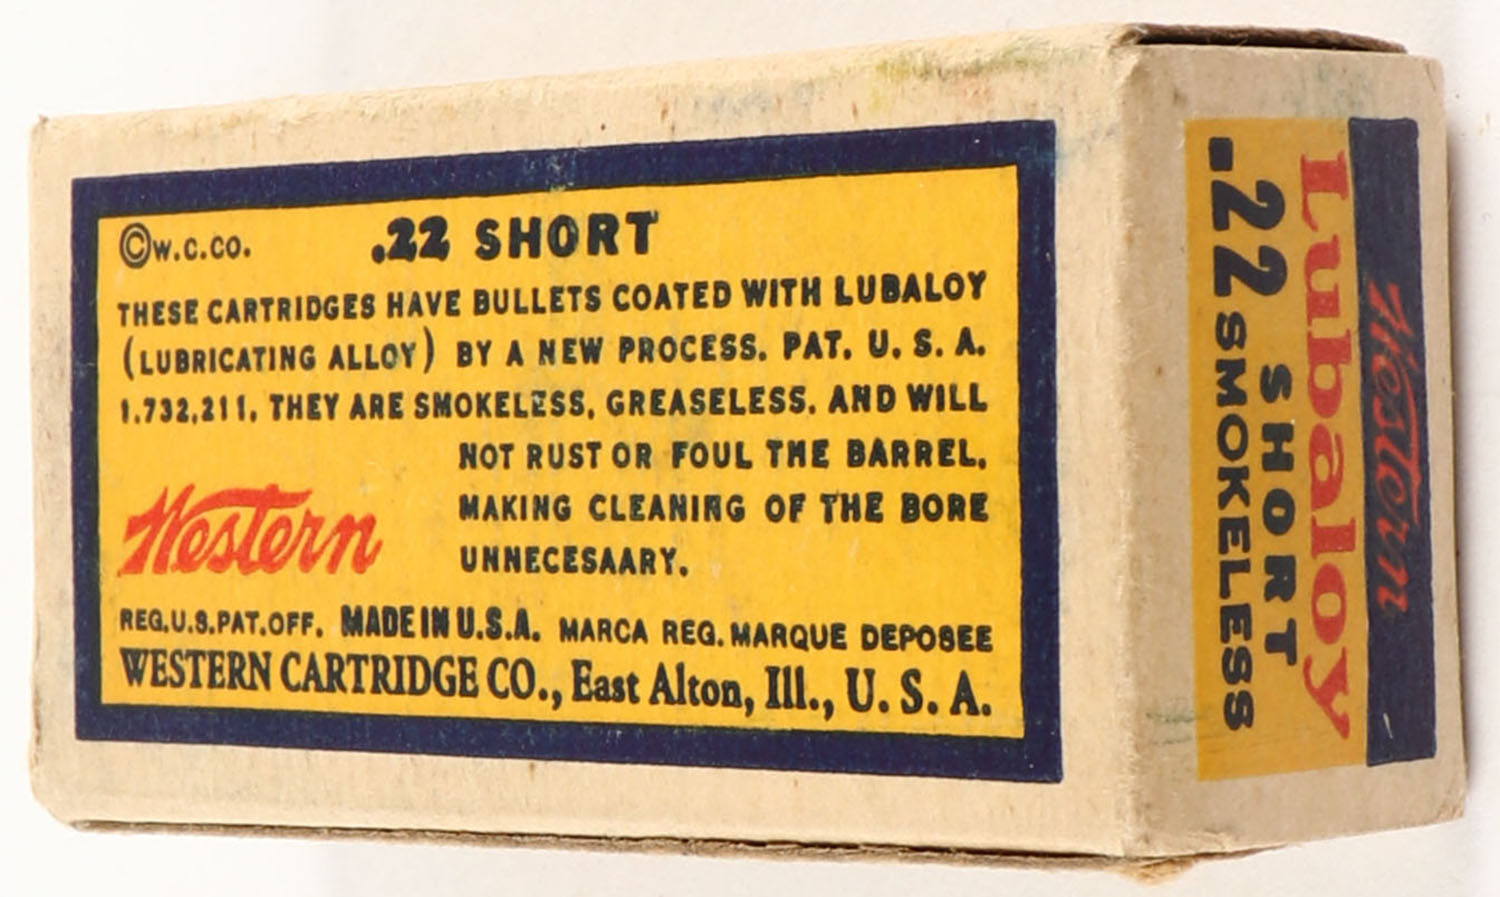 ©W.C.CO. .22 SHORT
THESE CARTRIDGES HAVE BULLETS COATED WITH LUBALOY
(LUBRICATING ALLOY) BY A NEW PROCESS. PAT. U. S. A.
1.732,211, THEY ARE SMOKELESS, GREASELESS, AND WILL
NOT RUST OR FOUL THE BARREL,
MAKING CLEANING OF THE BORE
UNNECESAARY.
Western
REG.U.S.PAT.OFF. MADE IN U.S.A. MARCA REG. MARQUE DEPOSEE
WESTERN CARTRIDGE CO., East Alton, Ill., U. S. A.
Western
Lubaloy
.22 SHORT
.22 SMOKELESS